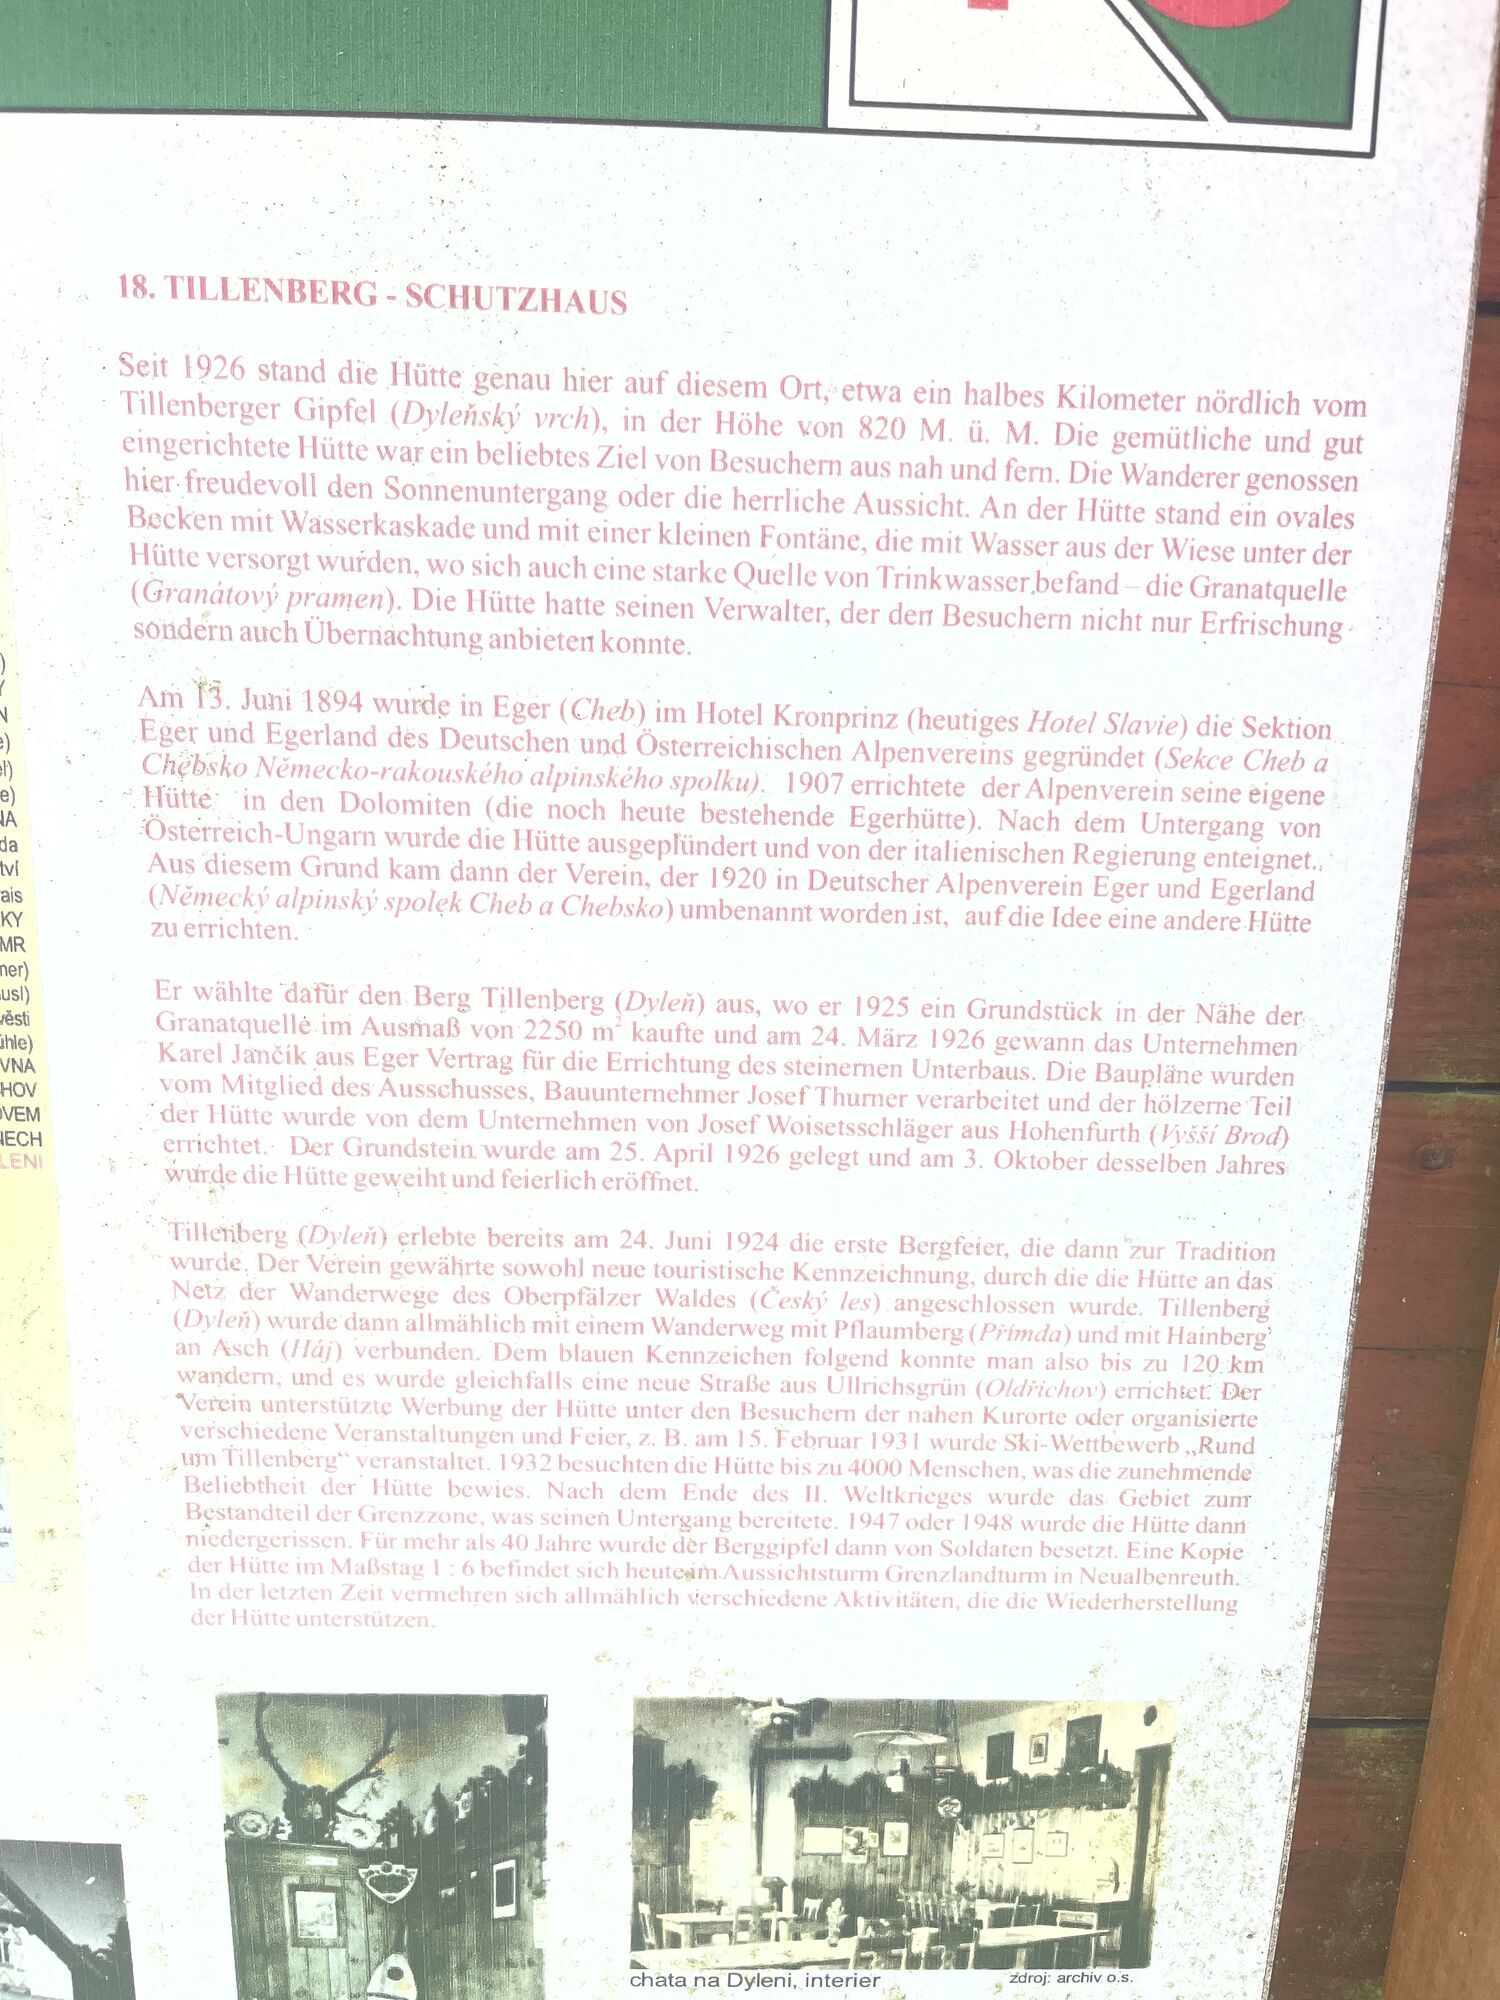 18. TILLENBERG - SCHUTZHAUS
Seit 1926 stand die Hütte genau hier auf diesem Ort, etwa ein halbes Kilometer nördlich vom
Tillenberger Gipfel (Dyleňský vrch), in der Höhe von 820 M. ü. M. Die gemütliche und gut
eingerichtete Hütte war ein beliebtes Ziel von Besuchern aus nah und fern. Die Wanderer genossen
hier freudevoll den Sonnenuntergang oder die herrliche Aussicht. An der Hütte stand ein ovales
Becken mit Wasserkaskade und mit einer kleinen Fontäne, die mit Wasser aus der Wiese unter der
Hütte versorgt wurden, wo sich auch eine starke Quelle von Trinkwasser befand – die Granatquelle
(Granátový pramen). Die Hütte hatte seinen Verwalter, der den Besuchern nicht nur Erfrischung
sondern auch Übernachtung anbieten konnte.
Am 13. Juni 1894 wurde in Eger (Cheb) im Hotel Kronprinz (heutiges Hotel Slavie) die Sektion
Eger und Egerland des Deutschen und Österreichischen Alpenvereins gegründet (Sekce Cheb a
Chebsko Německo-rakouského alpinského spolku). 1907 errichtete der Alpenverein seine eigene
Hütte in den Dolomiten (die noch heute bestehende Egerhütte). Nach dem Untergang von
Österreich-Ungarn wurde die Hütte ausgeplündert und von der italienischen Regierung enteignet.
Aus diesem Grund kam dann der Verein, der 1920 in Deutscher Alpenverein Eger und Egerland
(Německý alpinský spolek Cheb a Chebsko) umbenannt worden ist, auf die Idee eine andere Hütte
zu errichten.
Er wählte dafür den Berg Tillenberg (Dyleň) aus, wo er 1925 ein Grundstück in der Nähe der
Granatquelle im Ausmaß von 2250 m² kaufte und am 24. März 1926 gewann das Unternehmen
Karel Jančík aus Eger Vertrag für die Errichtung des steinernen Unterbaus. Die Baupläne wurden
vom Mitglied des Ausschusses, Bauunternehmer Josef Thurner verarbeitet und der hölzerne Teil
der Hütte wurde von dem Unternehmen von Josef Woisetsschläger aus Hohenfurth (Vyšší Brod)
errichtet. Der Grundstein wurde am 25. April 1926 gelegt und am 3. Oktober desselben Jahres
wurde die Hütte geweiht und feierlich eröffnet.
Tillenberg (Dyleň) erlebte bereits am 24. Juni 1924 die erste Bergfeier, die dann zur Tradition
wurde. Der Verein gewährte sowohl neue touristische Kennzeichnung, durch die die Hütte an das
Netz der Wanderwege des Oberpfälzer Waldes (Český les) angeschlossen wurde. Tillenberg
(Dyleň) wurde dann allmählich mit einem Wanderweg mit Pflaumberg (Přimda) und mit Hainberg
an Asch (Háj) verbunden. Dem blauen Kennzeichen folgend konnte man also bis zu 120 km
wandern, und es wurde gleichfalls eine neue Straße aus Ullrichsgrün (Oldřichov) errichtet. Der
Verein unterstützte Werbung der Hütte unter den Besuchern der nahen Kurorte oder organisierte
verschiedene Veranstaltungen und Feier, z. B. am 15. Februar 1931 wurde Ski-Wettbewerb „Rund
um Tillenberg“ veranstaltet. 1932 besuchten die Hütte bis zu 4000 Menschen, was die zunehmende
Beliebtheit der Hütte bewies. Nach dem Ende des II. Weltkrieges wurde das Gebiet zum
Bestandteil der Grenzzone, was seinen Untergang bereitete. 1947 oder 1948 wurde die Hütte dann
niedergerissen. Für mehr als 40 Jahre wurde der Berggipfel dann von Soldaten besetzt. Eine Kopie
der Hütte im Maßstag 1 : 6 befindet sich heute im Aussichtsturm Grenzlandturm in Neualbenreuth.
In der letzten Zeit vermehren sich allmählich verschiedene Aktivitäten, die die Wiederherstellung
der Hütte unterstützen.
chata na Dyleni, interier
zdroj: archiv o.s.